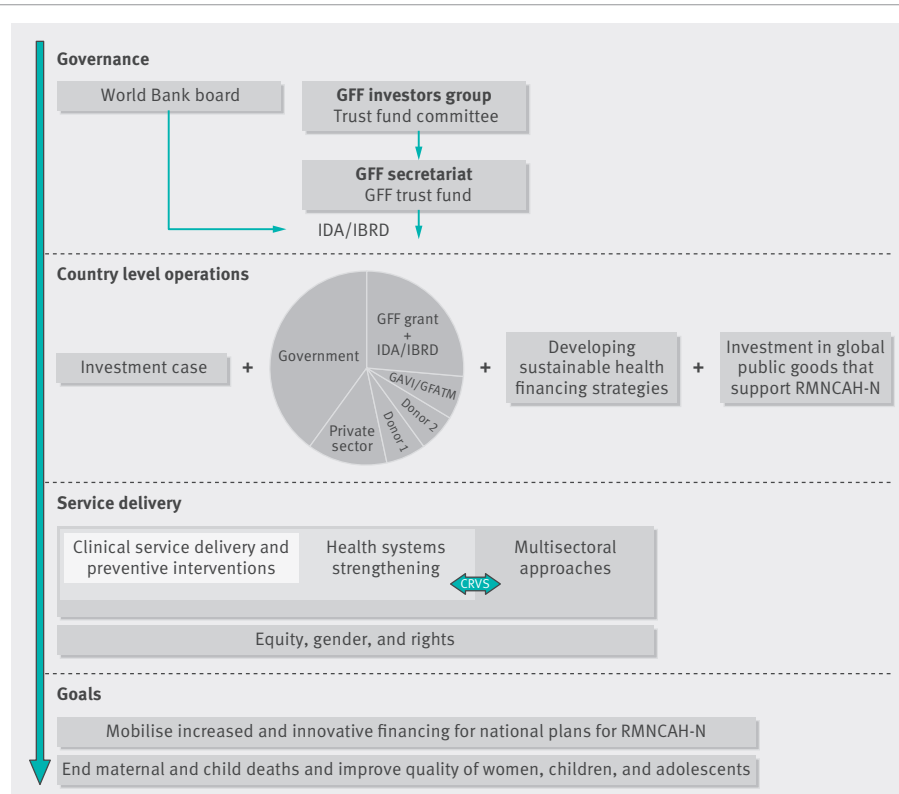 Governance
World Bank board
GFF investors group
Trust fund committee
GFF secretariat
GFF trust fund
IDA/IBRD
Country level operations
Investment case
+
Government
GFF grant
+
IDA/IBRD
GAVI/GFATM
Donor 2
Donor 1
Private
sector
+
Developing
sustainable health
financing strategies
+
Investment in global
public goods that
support RMNCAH-N
Service delivery
Clinical service delivery and
preventive interventions
Health systems
strengthening
CRVS
Multisectoral
approaches
Equity, gender, and rights
Goals
Mobilise increased and innovative financing for national plans for RMNCAH-N
End maternal and child deaths and improve quality of women, children, and adolescents